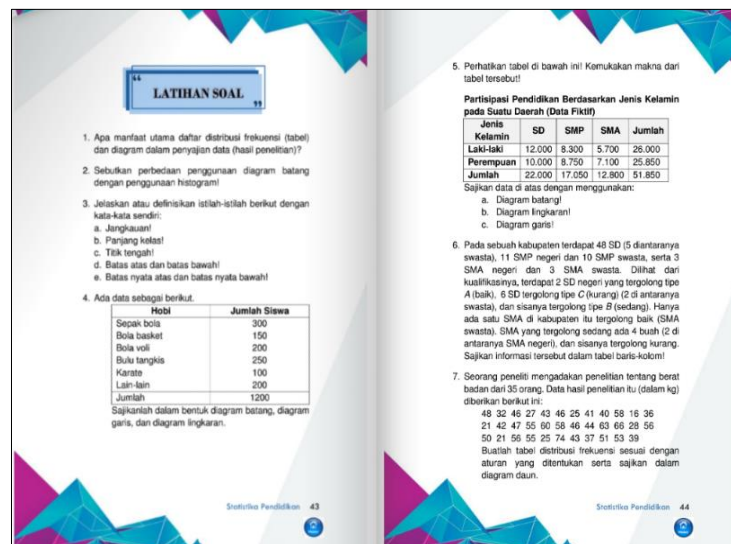 “
LATIHAN SOAL
”
1. Apa manfaat utama daftar distribusi frekuensi (tabel)
dan diagram dalam penyajian data (hasil penelitian)?
2. Sebutkan perbedaan penggunaan diagram batang
dengan penggunaan histogram!
3. Jelaskan atau definisikan istilah-istilah berikut dengan
kata-kata sendiri:
a. Jangkauan!
b. Panjang kelas!
c. Titik tengah!
d. Batas atas dan batas bawah!
e. Batas nyata atas dan batas nyata bawah!
4. Ada data sebagai berikut.
Hobi Jumlah Siswa
Sepak bola 300
Bola basket 150
Bola voli 200
Bulu tangkis 250
Karate 100
Lain-lain 200
Jumlah 1200
Sajikanlah dalam bentuk diagram batang, diagram
garis, dan diagram lingkaran.
Statistika Pendidikan 43
5. Perhatikan tabel di bawah ini! Kemukakan makna dari
tabel tersebut!
Partisipasi Pendidikan Berdasarkan Jenis Kelamin
pada Suatu Daerah (Data Fiktif)
Jenis Kelamin SD SMP SMA Jumlah
Laki-laki 12.000 8.300 5.700 26.000
Perempuan 10.000 8.750 7.100 25.850
Jumlah 22.000 17.050 12.800 51.850
Sajikan data di atas dengan menggunakan:
a. Diagram batang!
b. Diagram lingkaran!
c. Diagram garis!
6. Pada sebuah kabupaten terdapat 48 SD (5 diantaranya
swasta), 11 SMP negeri dan 10 SMP swasta, serta 3
SMA negeri dan 3 SMA swasta. Dilihat dari
kualifikasinya, terdapat 2 SD negeri yang tergolong tipe
A (baik), 6 SD tergolong tipe C (kurang) (2 di antaranya
swasta), dan sisanya tergolong tipe B (sedang). Hanya
ada satu SMA di kabupaten itu tergolong baik (SMA
swasta). SMA yang tergolong sedang ada 4 buah (2 di
antaranya SMA negeri), dan sisanya tergolong kurang.
Sajikan informasi tersebut dalam tabel baris-kolom!
7. Seorang peneliti mengadakan penelitian tentang berat
badan dari 35 orang. Data hasil penelitian itu (dalam kg)
diberikan berikut ini:
48 32 46 27 43 46 25 41 40 58 16 36
21 42 47 55 60 58 46 44 63 66 28 56
50 21 56 55 25 74 43 37 51 53 39
Buatlah tabel distribusi frekuensi sesuai dengan
aturan yang ditentukan serta sajikan dalam
diagram daun.
Statistika Pendidikan 44